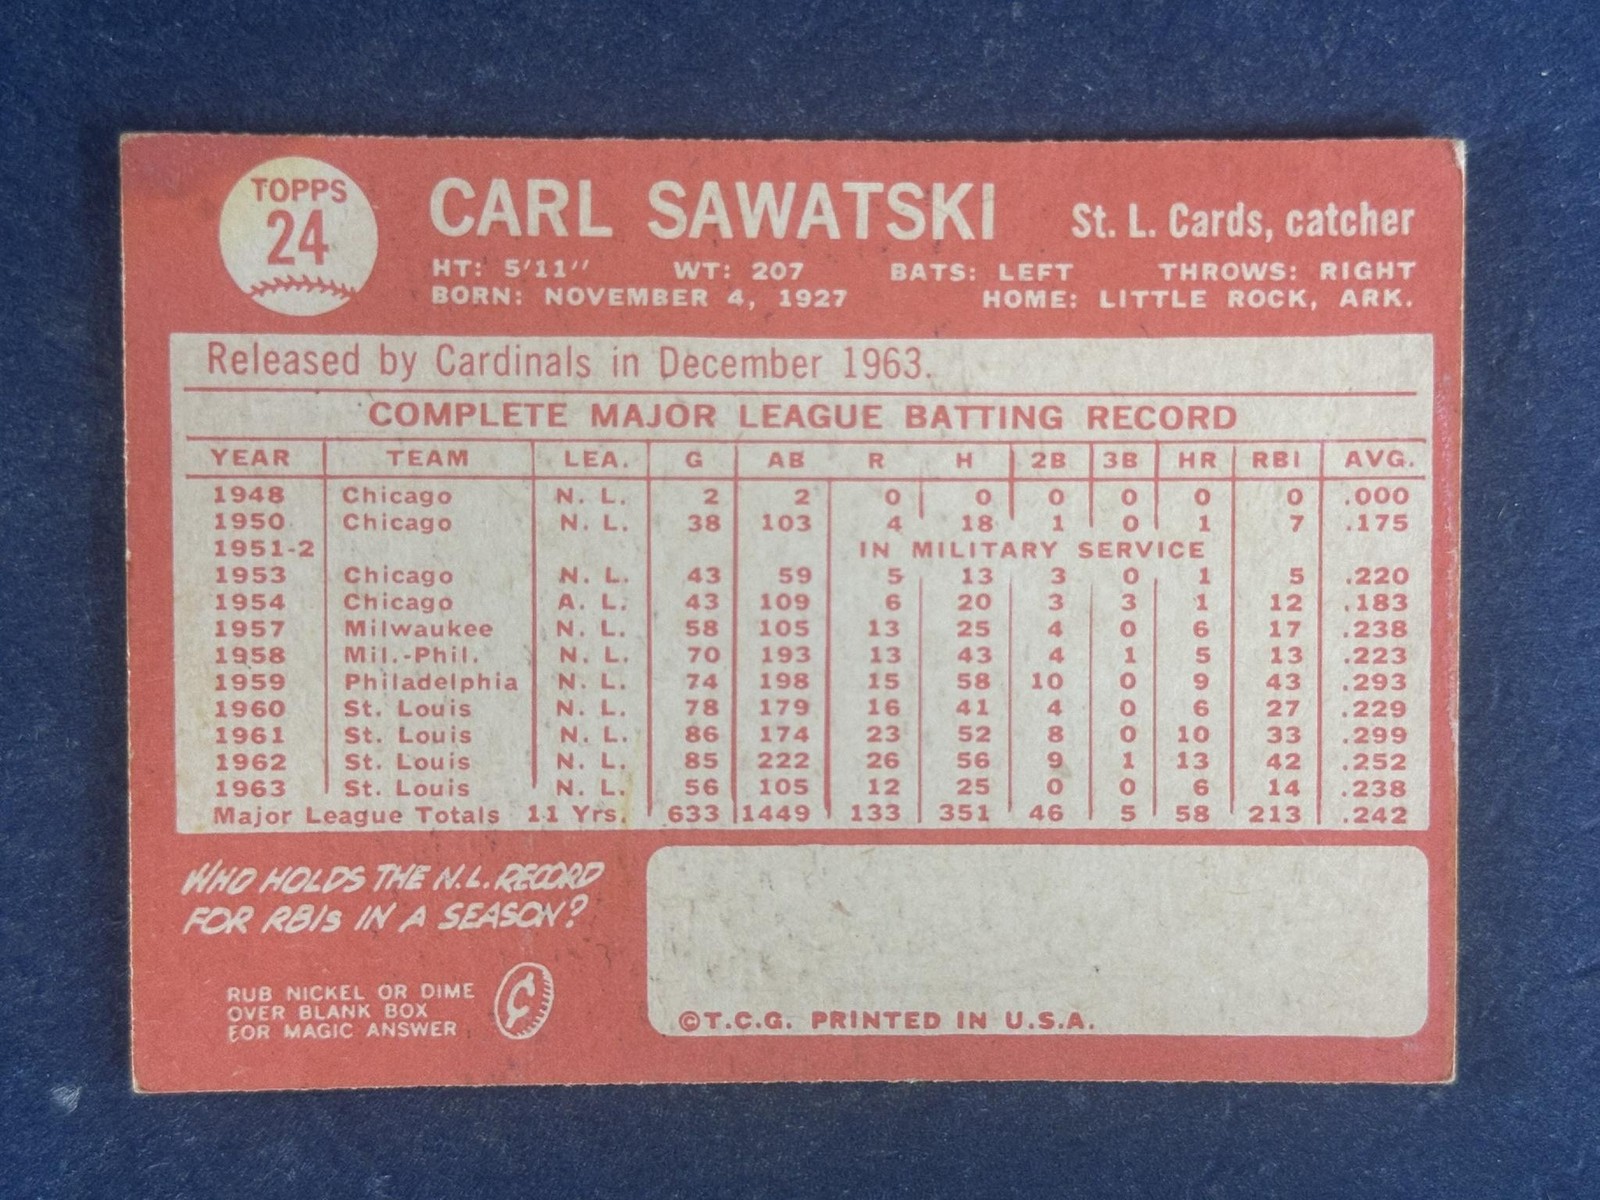 TOPPS
24
CARL SAWATSKI St. L. Cards, catcher
HT: 5'11" WT: 207 BATS: LEFT THROWS: RIGHT
BORN: NOVEMBER 4, 1927 HOME: LITTLE ROCK, ARK.
Released by Cardinals in December 1963.
COMPLETE MAJOR LEAGUE BATTING RECORD
YEAR TEAM LEA. G AB R H 2B 3B HR RBI AVG.
1948 Chicago N. L. 2 2 0 0 0 0 0 0 .000
1950 Chicago N. L. 38 103 4 18 1 0 1 7 .175
1951-2 IN MILITARY SERVICE
1953 Chicago N. L. 43 59 5 13 3 0 1 5 .220
1954 Chicago A. L. 43 109 6 20 3 3 1 12 .183
1957 Milwaukee N. L. 58 105 13 25 4 0 6 17 .238
1958 Mil.-Phil. N. L. 70 193 13 43 4 1 5 13 .223
1959 Philadelphia N. L. 74 198 15 58 10 0 9 43 .293
1960 St. Louis N. L. 78 179 16 41 4 0 6 27 .229
1961 St. Louis N. L. 86 174 23 52 8 0 10 33 .299
1962 St. Louis N. L. 85 222 26 56 9 1 13 42 .252
1963 St. Louis N. L. 56 105 12 25 0 0 6 14 .238
Major League Totals 11 Yrs. 633 1449 133 351 46 5 58 213 .242
WHO HOLDS THE N.L. RECORD
FOR RBIs IN A SEASON?
RUB NICKEL OR DIME
OVER BLANK BOX
FOR MAGIC ANSWER
©T.C.G. PRINTED IN U.S.A.